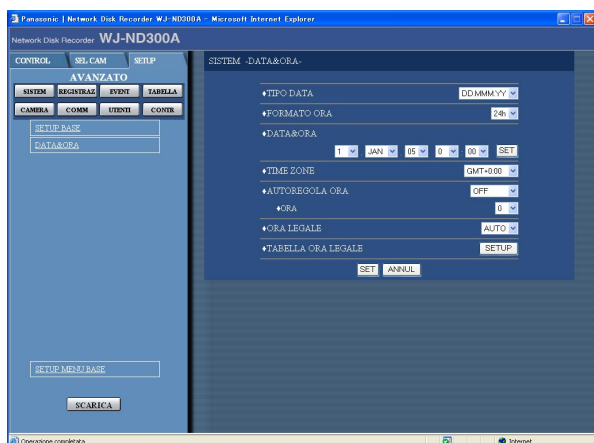 Panasonic | Network Disk Recorder WJ-ND300A - Microsoft Internet Explorer
Network Disk Recorder WJ-ND300A
CONTROL SEL CAM SETUP
AVANZATO
SISTEM REGISTRAZ EVENT TABELLA
CAMERA COMM UTENTI CONTR
SETUP BASE
DATA&ORA
SETUP MENU BASE
SCARICA
SISTEM -DATA&ORA-
♦TIPO DATA DD.MMM.YY
♦FORMATO ORA 24h
♦DATA&ORA
1 JAN 05 0 : 00 SET
♦TIME ZONE GMT+0:00
♦AUTOREGOLA ORA OFF
♦ORA 0
♦ORA LEGALE AUTO
♦TABELLA ORA LEGALE SETUP
SET ANNUL
Operazione completata Internet